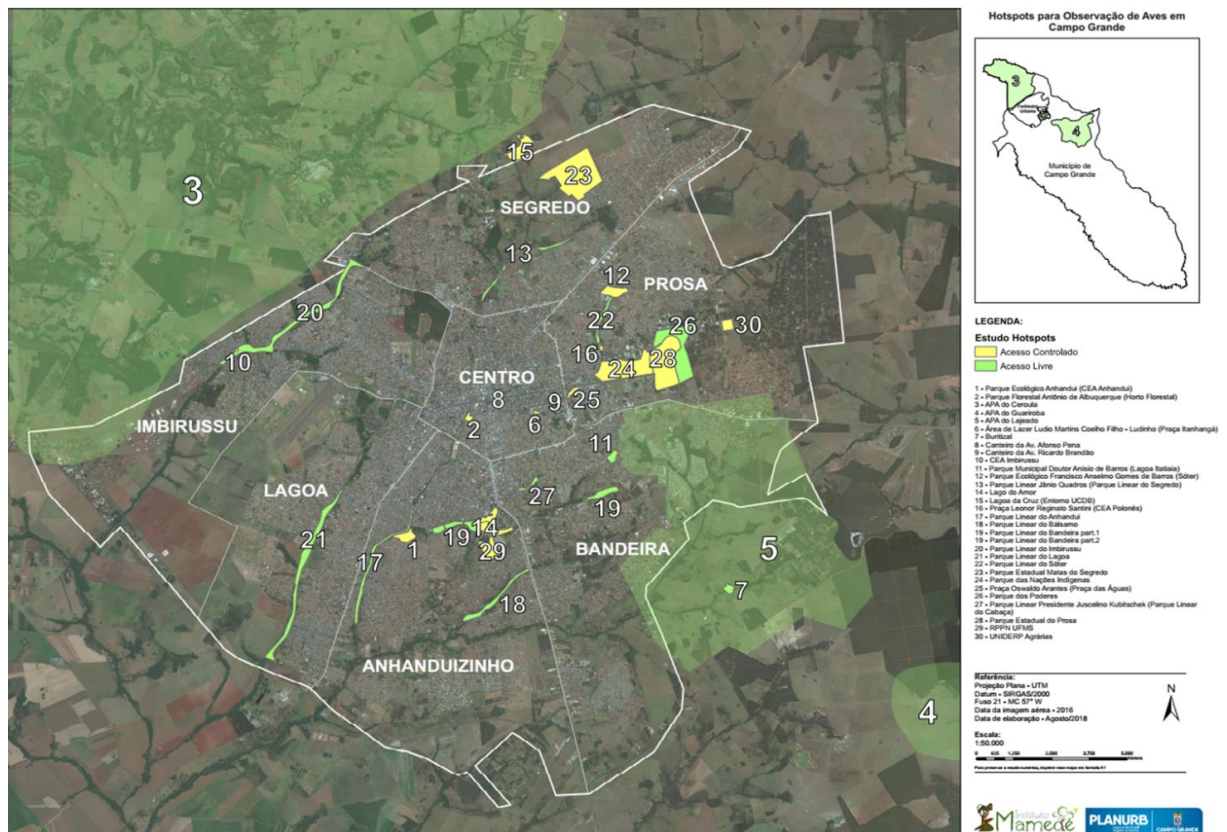 Hotspots para Observação de Aves em
Campo Grande
3
4
Município de
Campo Grande
LEGENDA:
Estudo Hotspots
Acesso Controlado
Acesso Livre
1 - Parque Ecológico Anhandui (CEA Anhandui)
2 - Parque Florestal Antônio de Albuquerque (Horto Florestal)
3 - APA do Ceroula
4 - APA do Guariroba
5 - APA do Lajeado
6 - Área de Lazer Ludio Martins Coelho Filho - Ludinho (Praça Itanhangá)
7 - Buritizal
8 - Canteiro da Av. Afonso Pena
9 - Canteiro da Av. Ricardo Brandão
10 - CEA Imbirussu
11 - Parque Municipal Doutor Anísio de Barros (Lagoa Itatiaia)
12 - Parque Ecológico Francisco Anselmo Gomes de Barros (Sóter)
13 - Parque Linear Jânio Quadros (Parque Linear do Segredo)
14 - Lago do Amor
15 - Lagoa da Cruz (Entorno UCDB)
16 - Praça Leonor Reginato Santini (CEA Polonês)
17 - Parque Linear do Anhandui
18 - Parque Linear do Bálsamo
19 - Parque Linear do Bandeira part.1
19 - Parque Linear do Bandeira part.2
20 - Parque Linear do Imbirussu
21 - Parque Linear do Lagoa
22 - Parque Linear do Sóter
23 - Parque Estadual Matas do Segredo
24 - Parque das Nações Indígenas
25 - Praça Oswaldo Arantes (Praça das Águas)
26 - Parque dos Poderes
27 - Parque Linear Presidente Juscelino Kubitschek (Parque Linear
do Cabaça)
28 - Parque Estadual do Prosa
29 - RPPN UFMS
30 - UNIDERP Agrárias
Referência:
Projeção Plana - UTM
Datum - SIRGAS/2000
Fuso 21 - MC 57° W
Data da imagem aérea - 2016
Data de elaboração - Agosto/2018
N
Escala:
1:50.000
Instituto
Mamede
PLANURB
CAMPO GRANDE
15
23
3
SEGREDO
13
12
PROSA
20
22
26
30
10
16
24
28
CENTRO
8
9
25
IMBIRUSSU
2
6
11
LAGOA
27
19
21
17
1
19
14
29
BANDEIRA
5
7
18
ANHANDUIZINHO
4